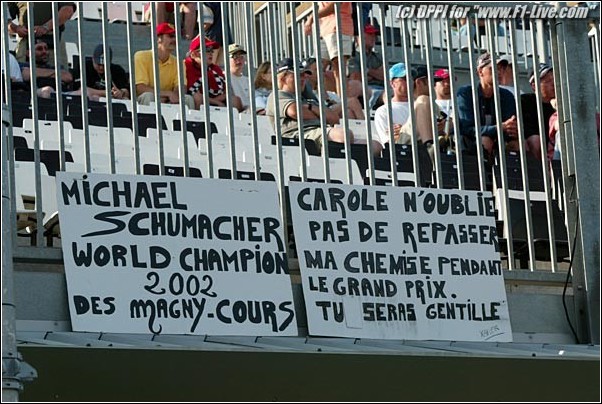 (c) DPPI for "www.F1-Live.com"
MICHAEL
SCHUMACHER
WORLD CHAMPION
2002
DES MAGNY-COURS
CAROLE N'OUBLIE
PAS DE REPASSER
MA CHEMISE PENDANT
LE GRAND PRIX.
TU SERAS GENTILLE